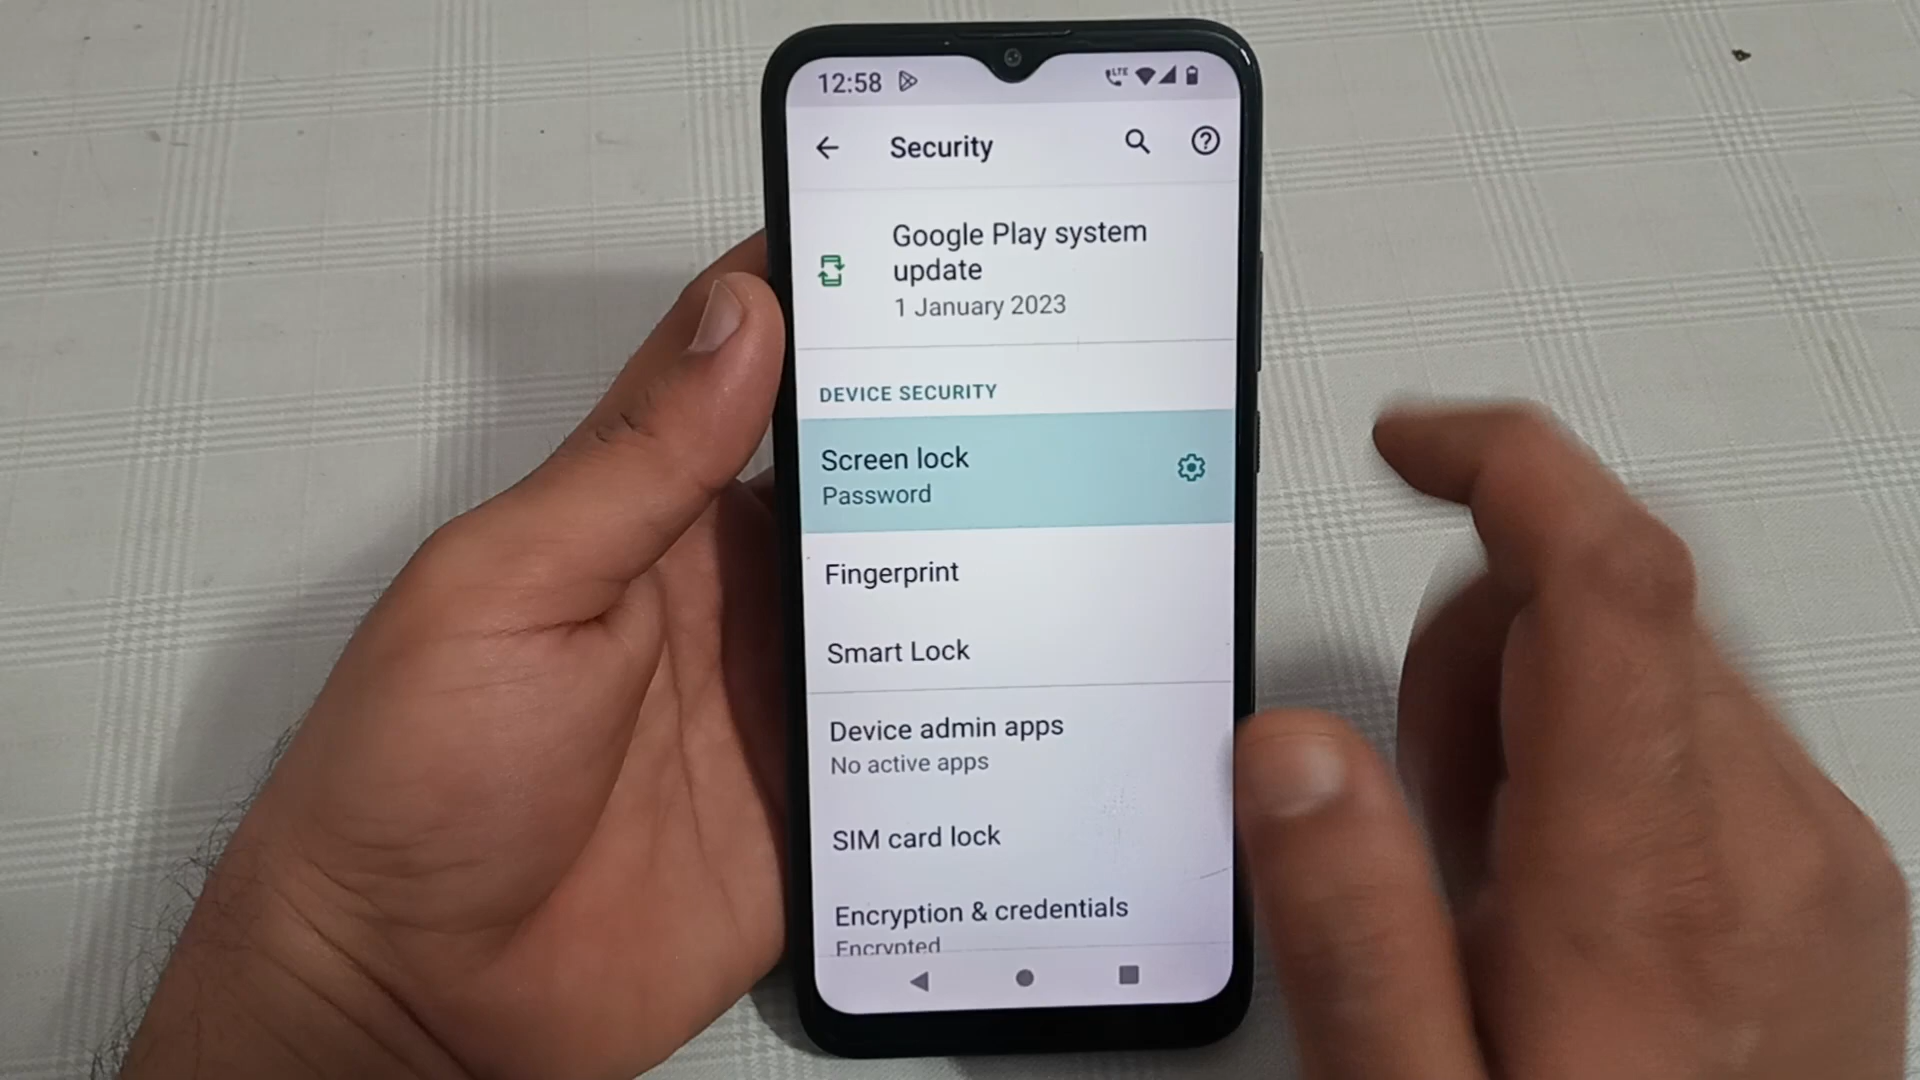 12:58
LTE
Security
Google Play system
update
1 January 2023
DEVICE SECURITY
Screen lock
Password
Fingerprint
Smart Lock
Device admin apps
No active apps
SIM card lock
Encryption & credentials
Encrypted